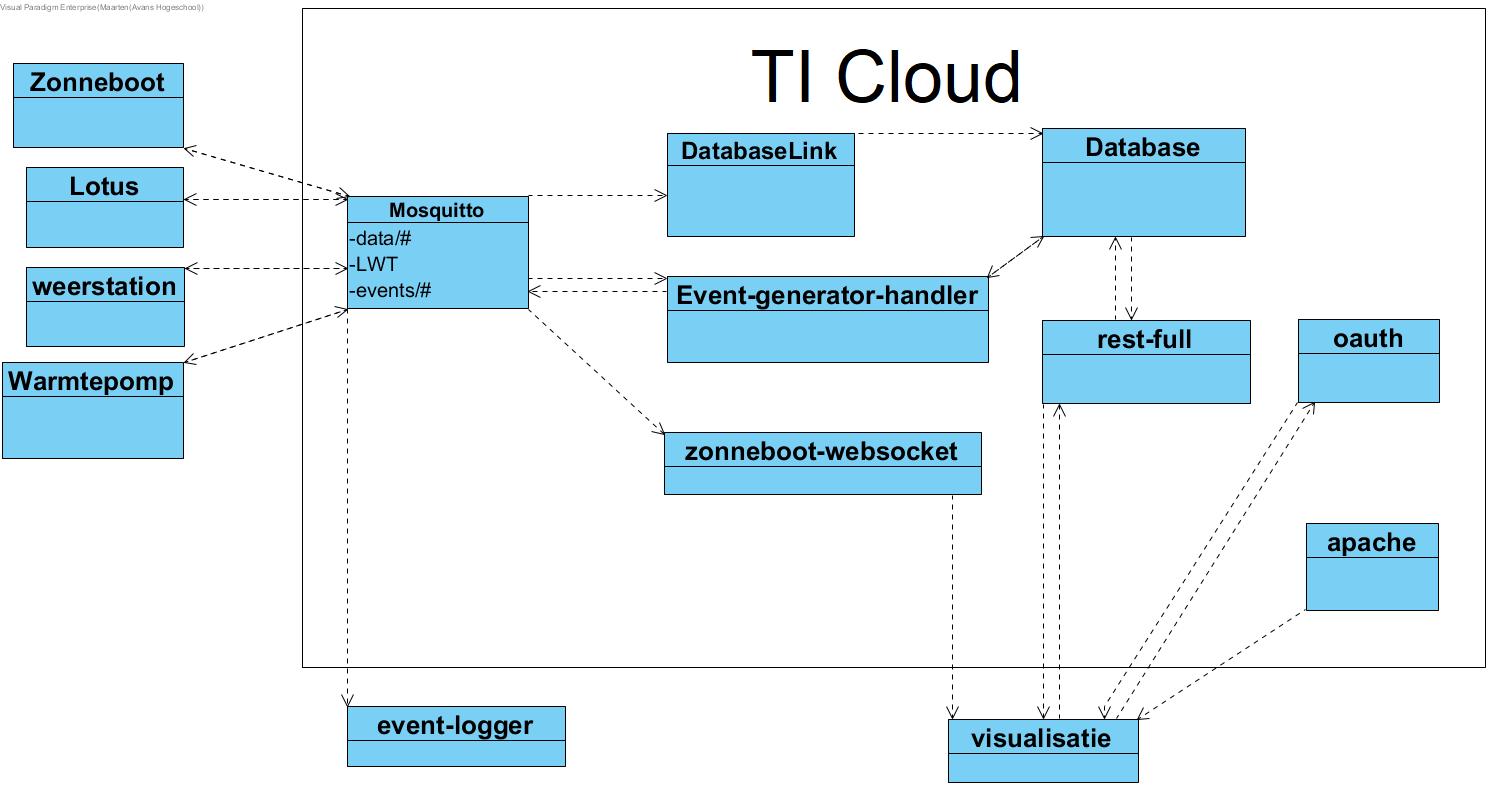 Visual Paradigm Enterprise(Maarten(Avans Hogeschool))
TI Cloud
Zonneboot
Lotus
weerstation
Warmtepomp
Mosquitto
-data/#
-LWT
-events/#
DatabaseLink
Database
Event-generator-handler
rest-full
oauth
zonneboot-websocket
apache
event-logger
visualisatie